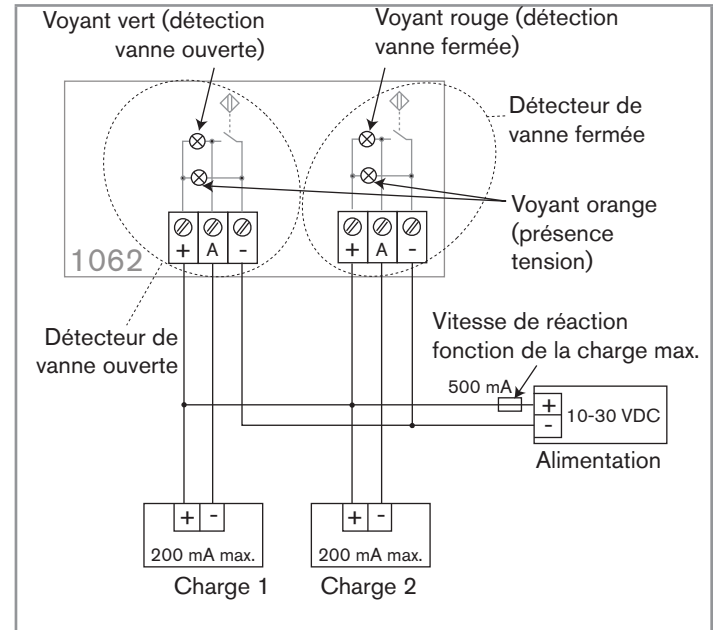 Voyant vert (détection
vanne ouverte)
Voyant rouge (détection
vanne fermée)
Détecteur de
vanne fermée
Voyant orange
(présence
tension)
+ A -
+ A -
1062
Détecteur de
vanne ouverte
Vitesse de réaction
fonction de la charge max.
500 mA
+
-
10-30 VDC
Alimentation
+ -
200 mA max.
Charge 1
+ -
200 mA max.
Charge 2